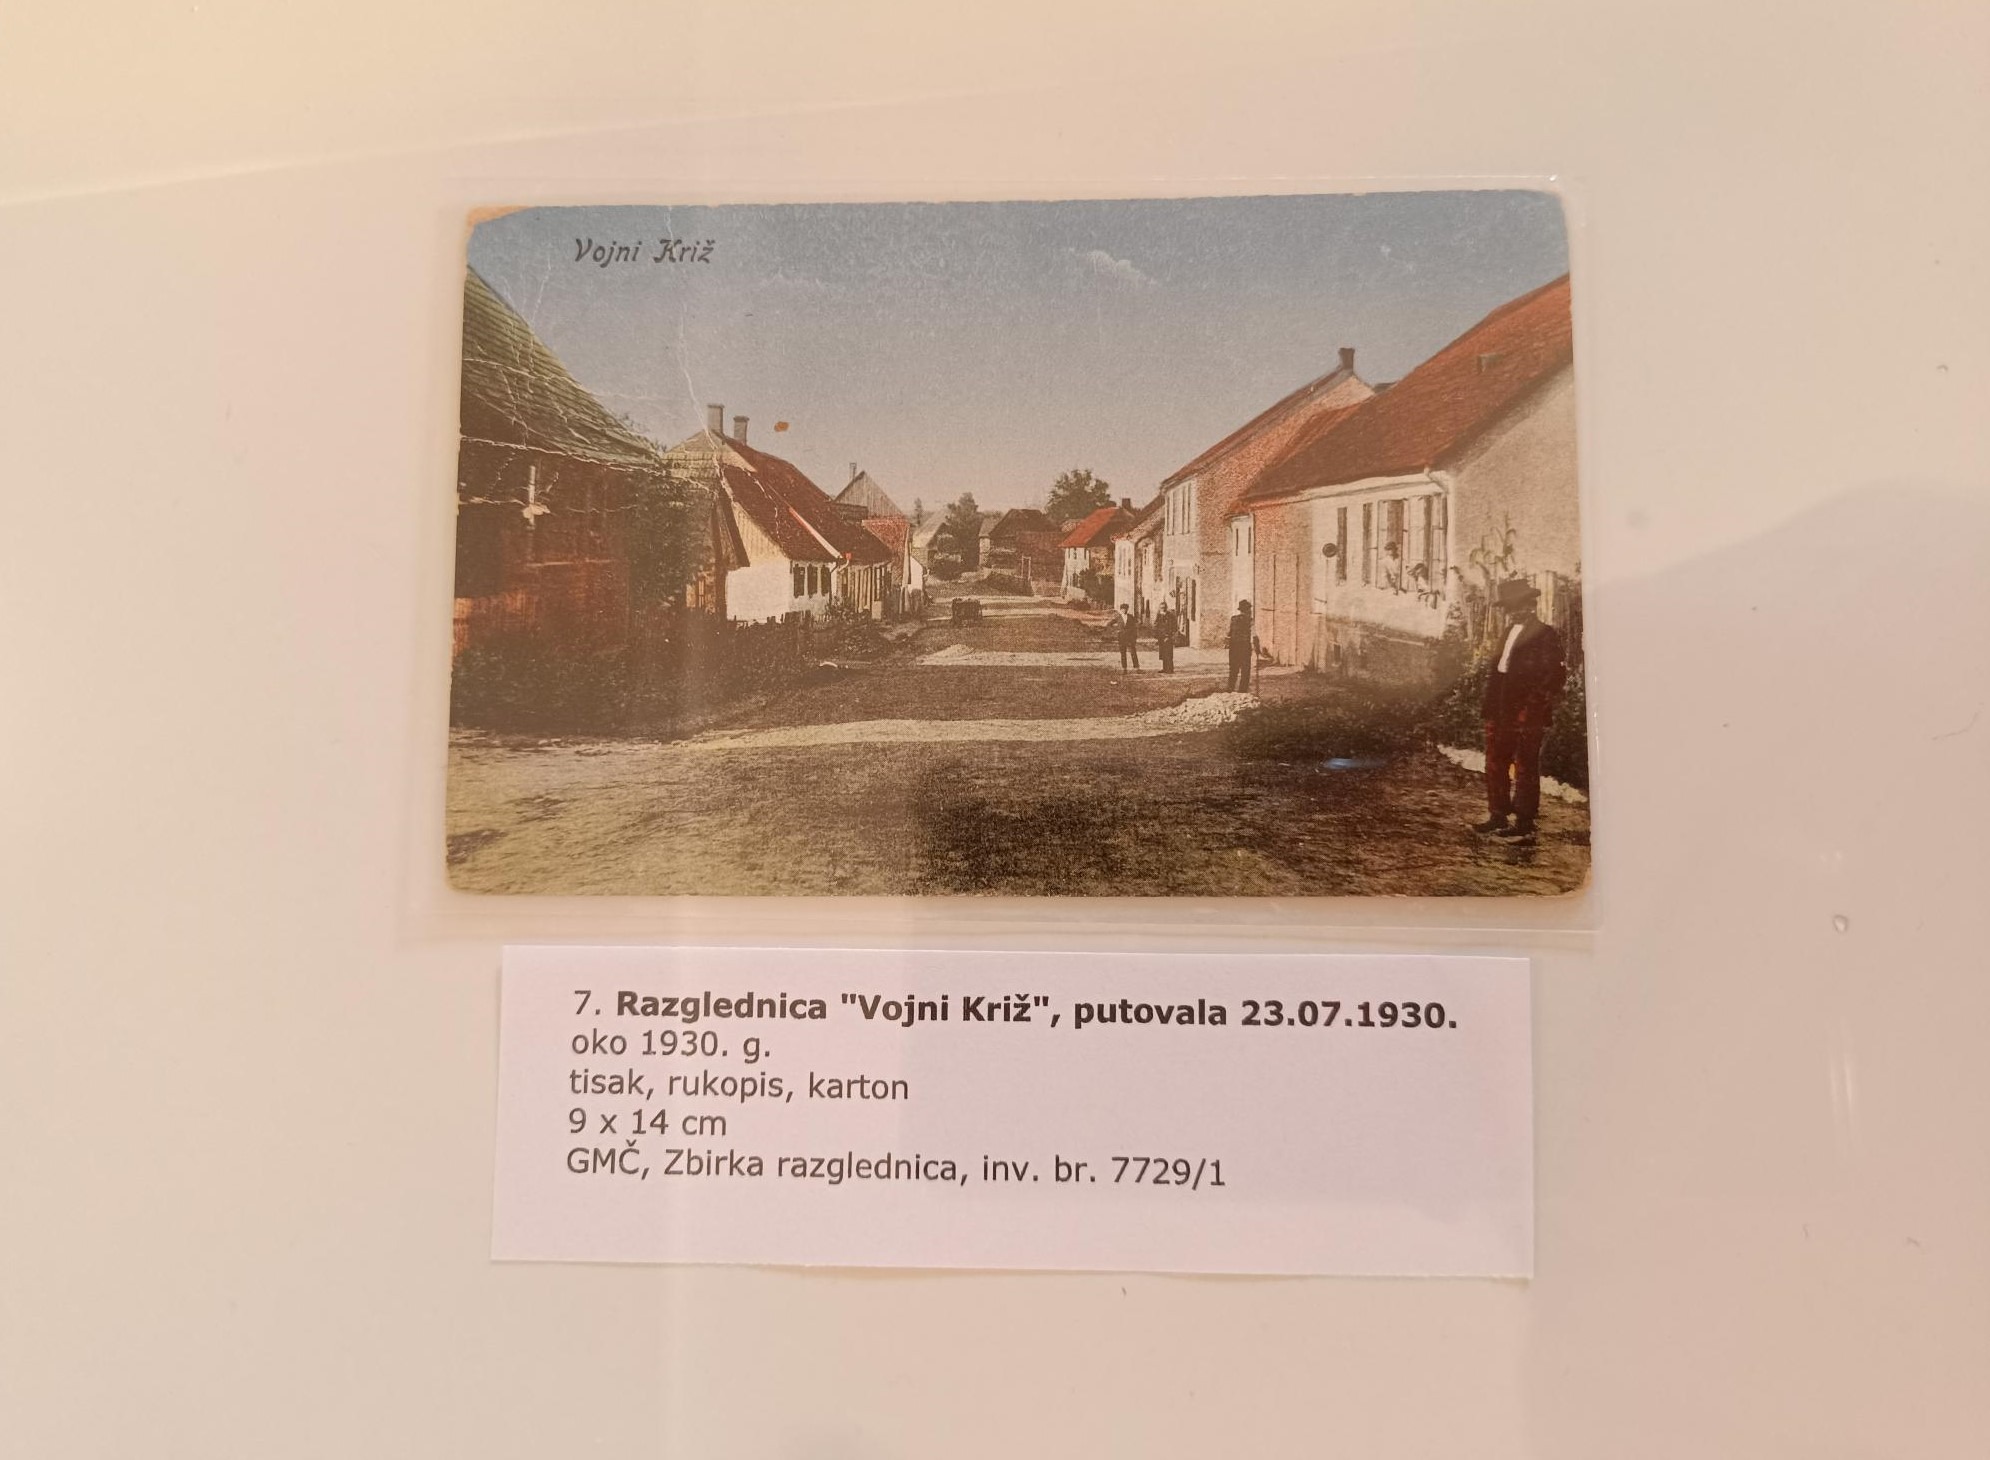 Vojni Križ
7. Razglednica "Vojni Križ", putovala 23.07.1930.
oko 1930. g.
tisak, rukopis, karton
9 x 14 cm
GMČ, Zbirka razglednica, inv. br. 7729/1